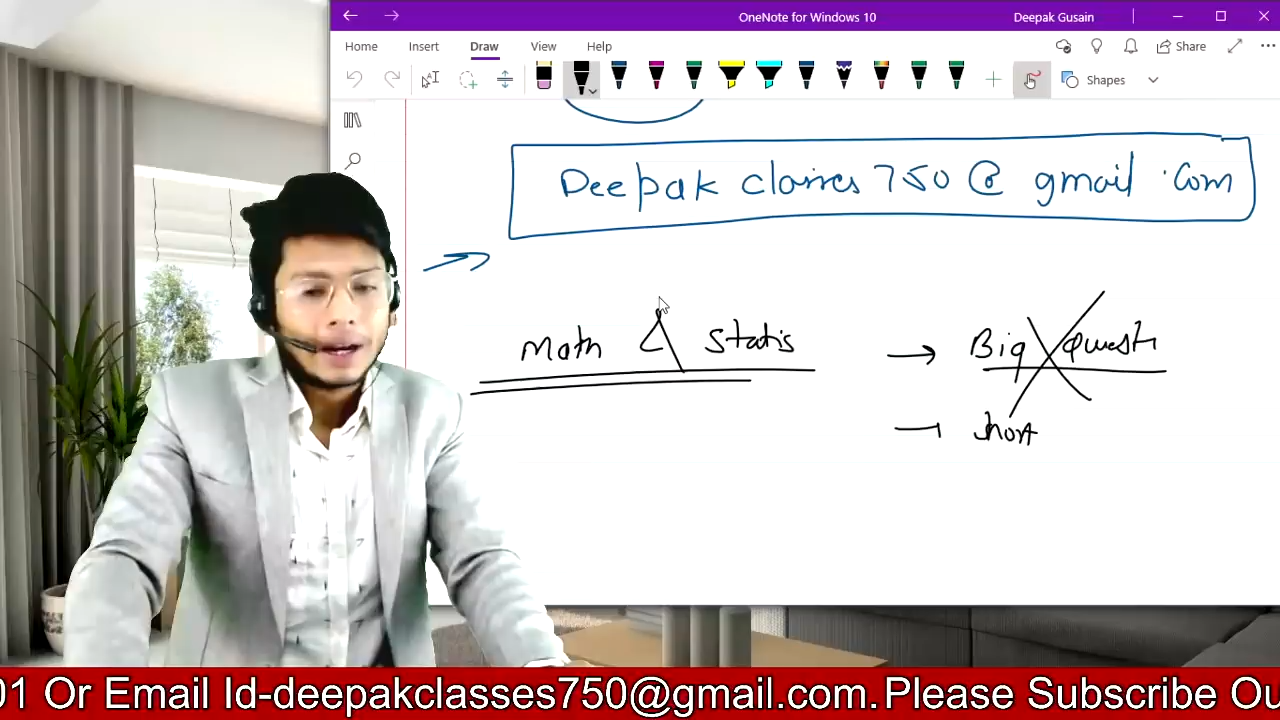 OneNote for Windows 10
Deepak Gusain
Home Insert Draw View Help
Share
Shapes
Deepak classes 750 @ gmail .com
Math & Statis → Big Questi
→ short
01 Or Email Id-deepakclasses750@gmail.com. Please Subscribe Ou